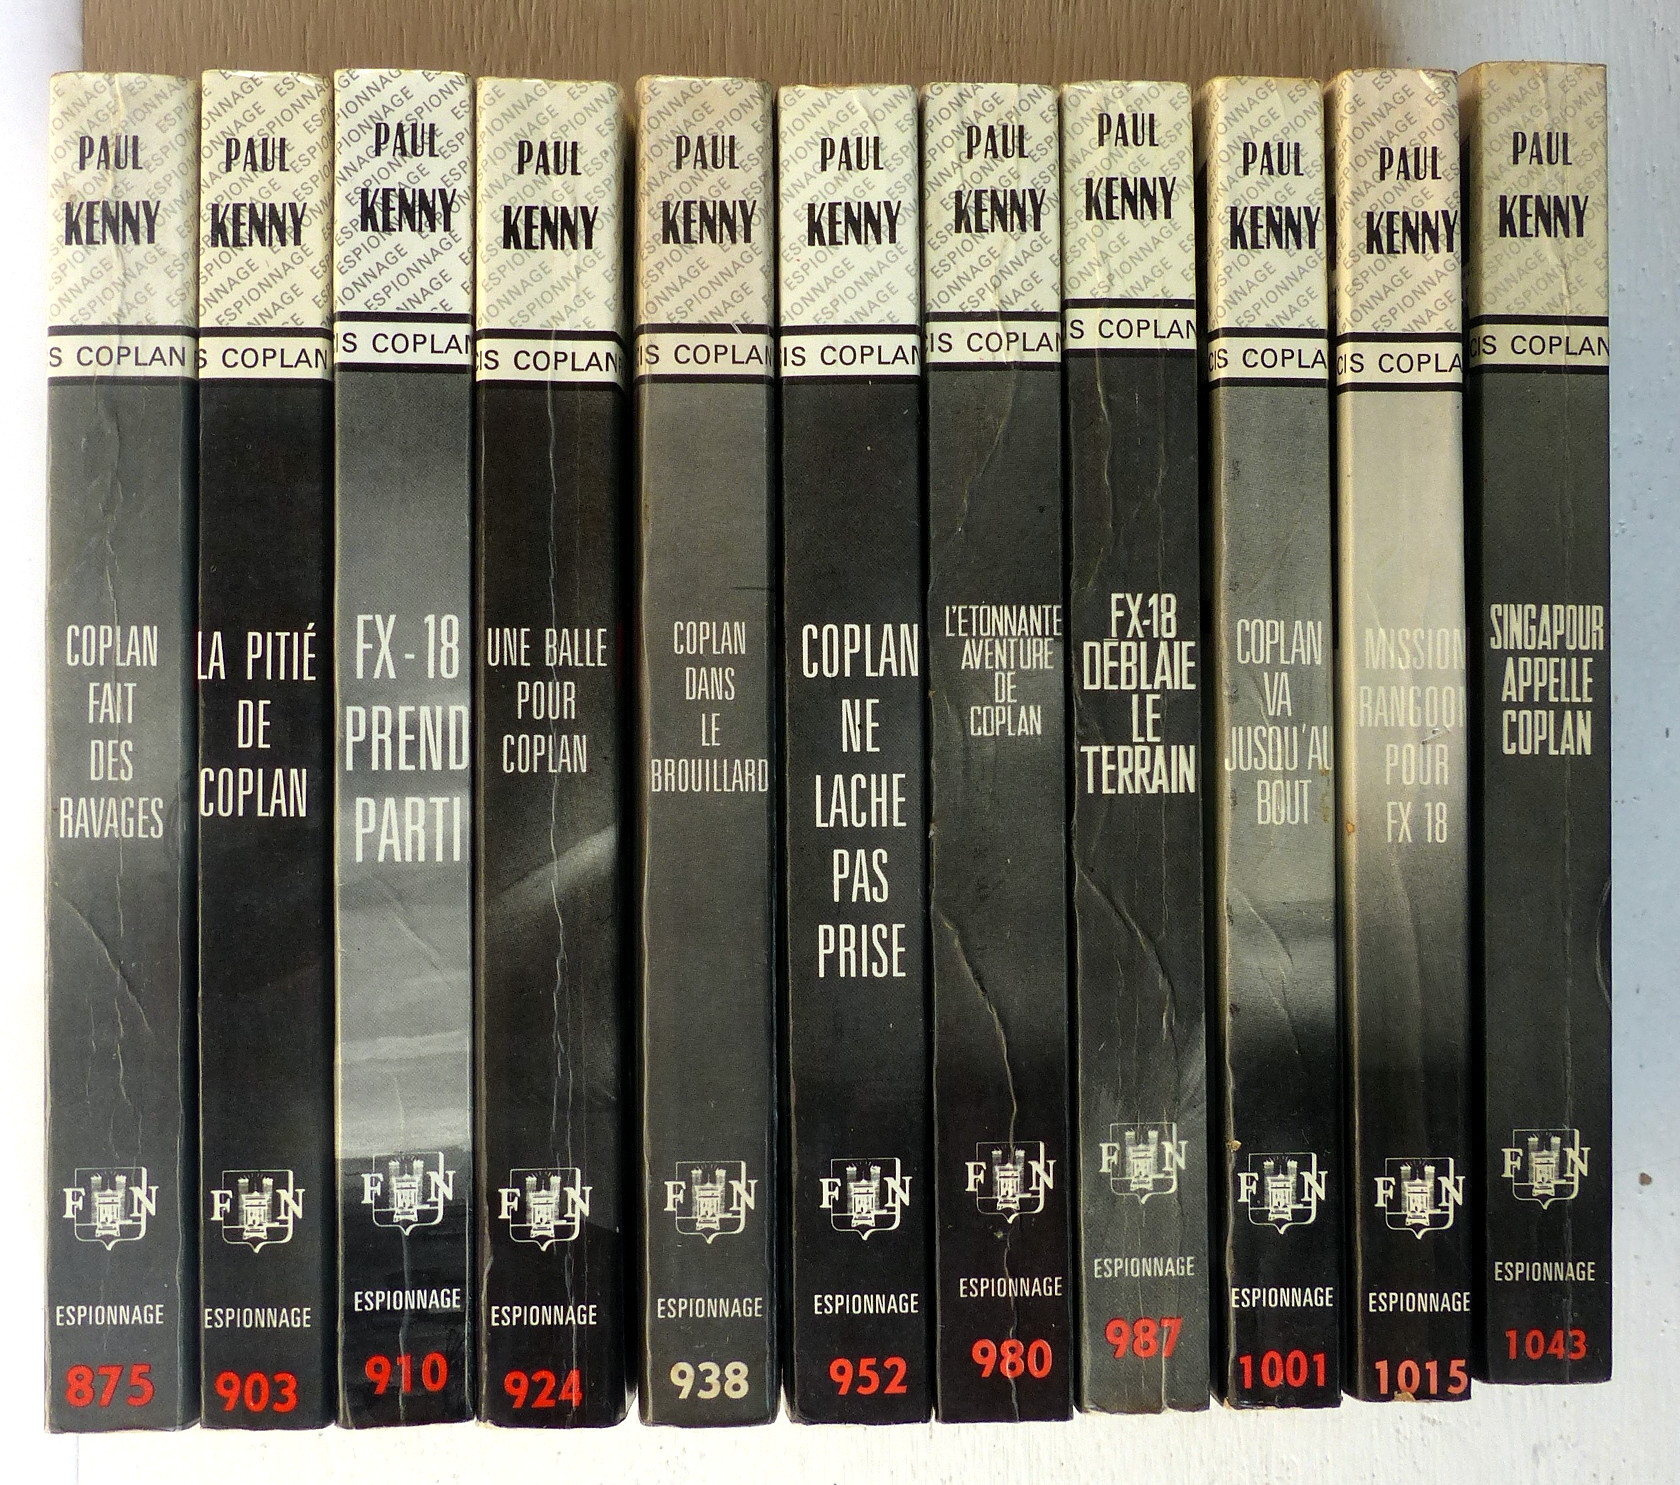 PAUL
KENNY
S COPLAN
COPLAN
FAIT
DES
RAVAGES
F N
ESPIONNAGE
875
PAUL
KENNY
S COPLAN
LA PITIÉ
DE
COPLAN
F N
ESPIONNAGE
903
PAUL
KENNY
IS COPLAN
FX-18
PREND
PARTI
F N
ESPIONNAGE
910
PAUL
KENNY
CIS COPLAN
UNE BALLE
POUR
COPLAN
F N
ESPIONNAGE
924
PAUL
KENNY
CIS COPLAN
COPLAN
DANS
LE
BROUILLARD
F N
ESPIONNAGE
938
PAUL
KENNY
CIS COPLAN
COPLAN
NE
LACHE
PAS
PRISE
F N
ESPIONNAGE
952
PAUL
KENNY
CIS COPLAN
L'ETONNANTE
AVENTURE
DE
COPLAN
F N
ESPIONNAGE
980
PAUL
KENNY
IS COPLAN
FX-18
DÉBLAIE
LE
TERRAIN
F N
ESPIONNAGE
987
PAUL
KENNY
CIS COPLA
COPLAN
VA
JUSQU'AU
BOUT
F N
ESPIONNAGE
1001
PAUL
KENNY
CIS COPLA
MISSION
RANGOON
POUR
FX 18
F N
ESPIONNAGE
1015
PAUL
KENNY
CIS COPLAN
SINGAPOUR
APPELLE
COPLAN
F N
ESPIONNAGE
1043